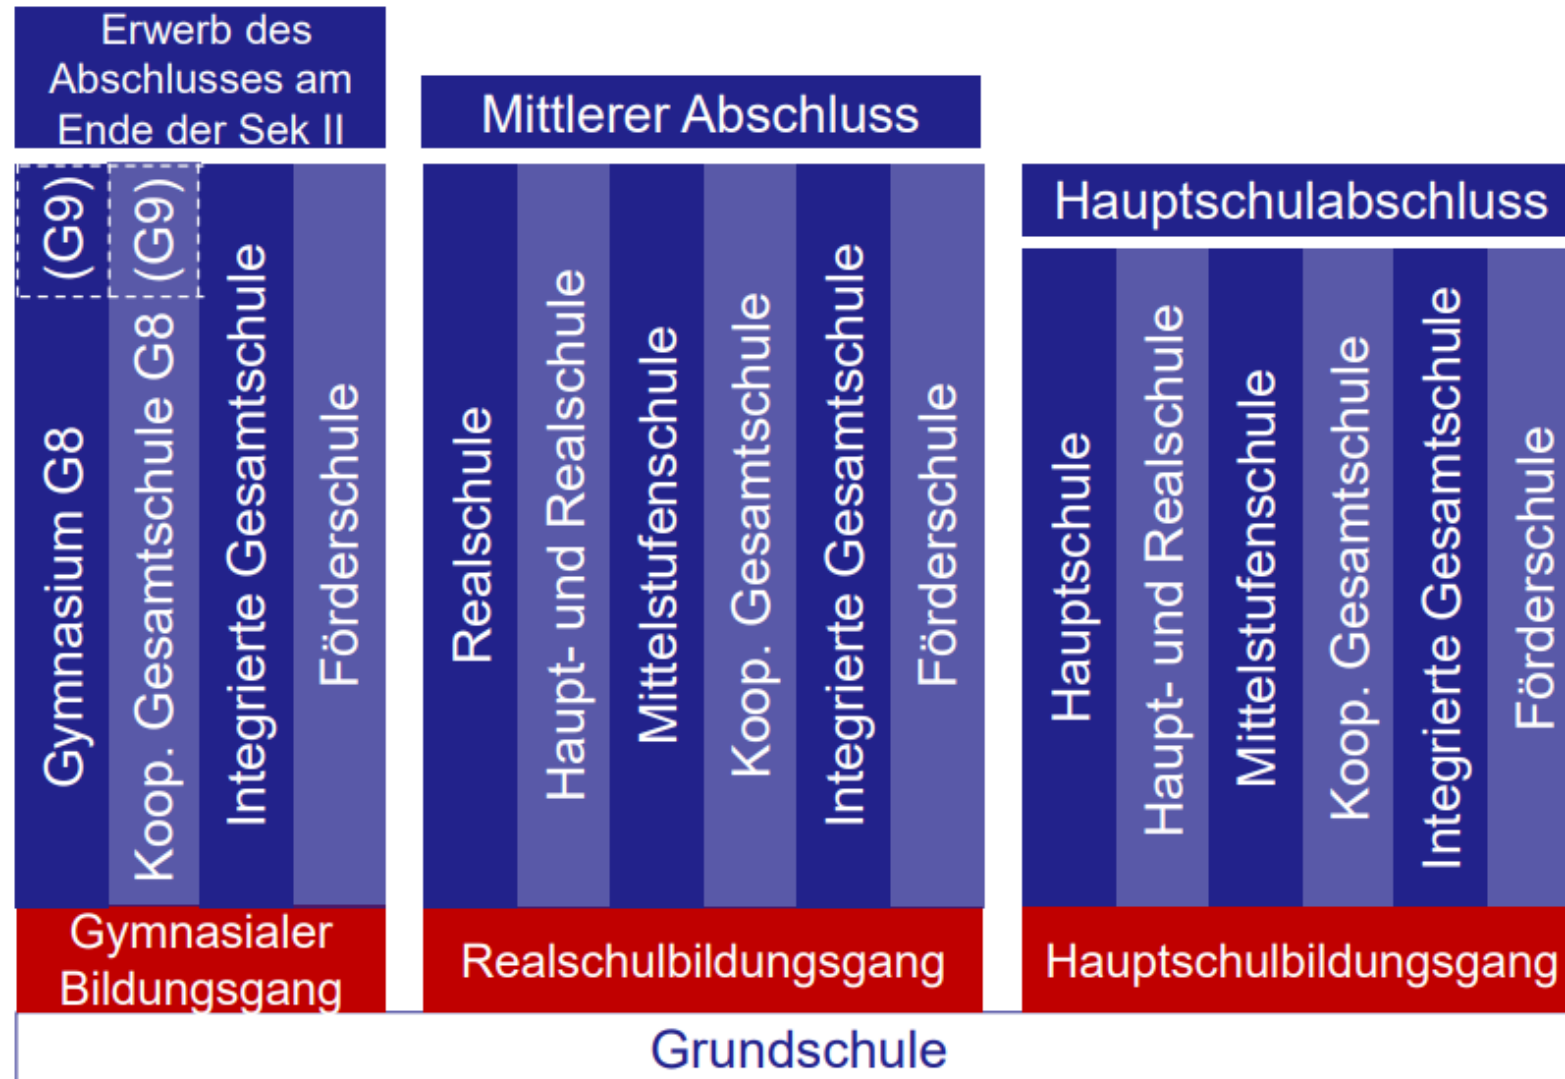 Erwerb des
Abschlusses am
Ende der Sek II
Mittlerer Abschluss
Hauptschulabschluss
Gymnasium G8 (G9)
Koop. Gesamtschule G8 (G9)
Integrierte Gesamtschule
Förderschule
Realschule
Haupt- und Realschule
Mittelstufenschule
Koop. Gesamtschule
Integrierte Gesamtschule
Förderschule
Hauptschule
Haupt- und Realschule
Mittelstufenschule
Koop. Gesamtschule
Integrierte Gesamtschule
Förderschule
Gymnasialer
Bildungsgang
Realschulbildungsgang
Hauptschulbildungsgang
Grundschule